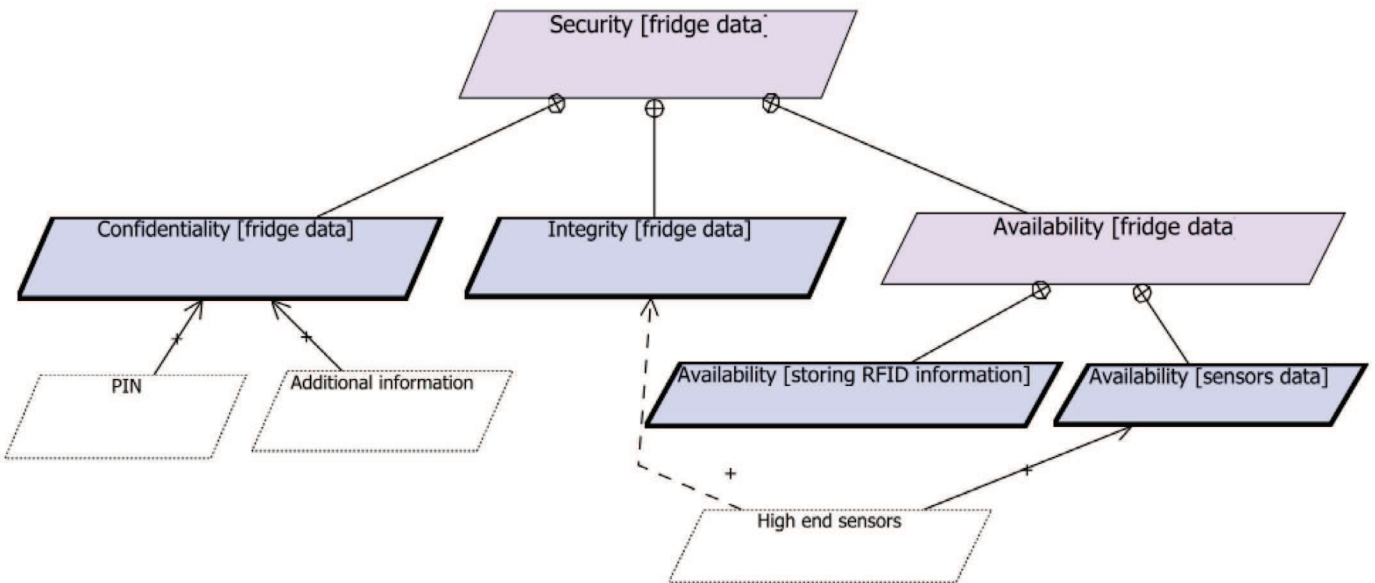 Security [fridge data]
Confidentiality [fridge data]
Integrity [fridge data]
Availability [fridge data
PIN
Additional information
Availability [storing RFID information]
Availability [sensors data]
+
+
+
+
High end sensors